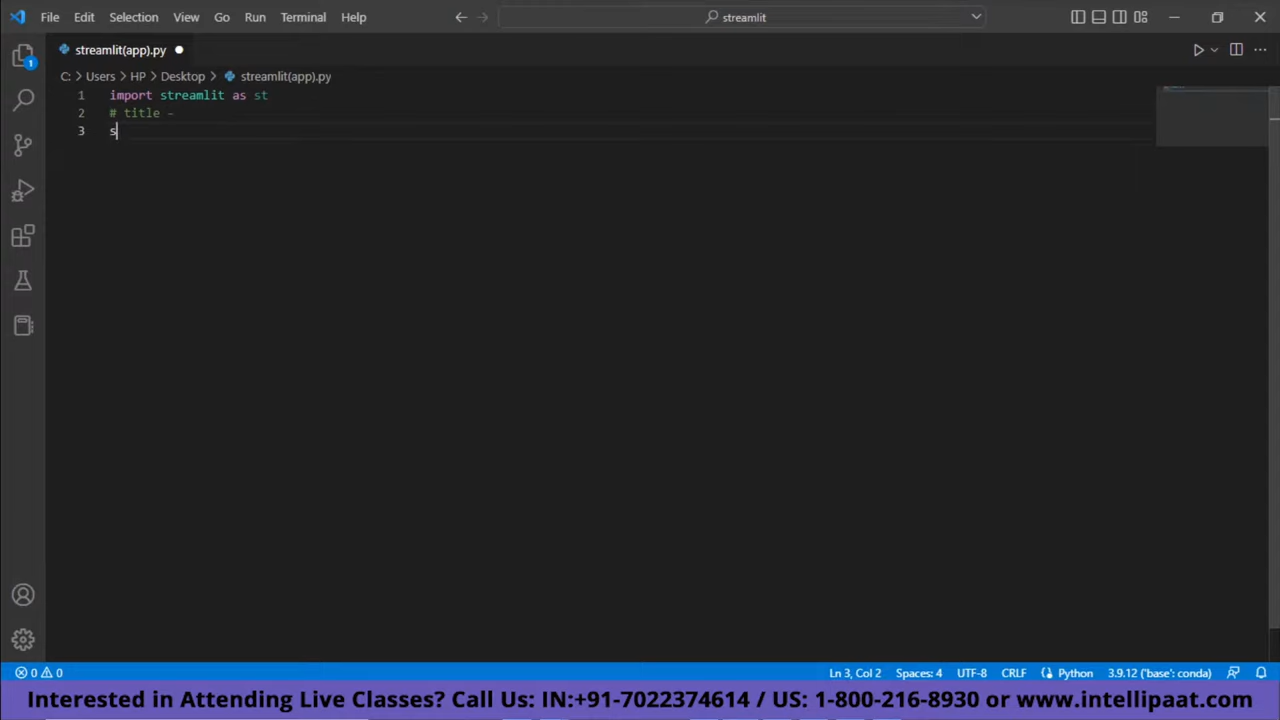 File Edit Selection View Go Run Terminal Help
streamlit
streamlit(app).py
C: > Users > HP > Desktop > streamlit(app).py
1 import streamlit as st
2 # title -
3 s
1
0 0
Ln 3, Col 2 Spaces: 4 UTF-8 CRLF Python 3.9.12 ('base': conda)
Interested in Attending Live Classes? Call Us: IN:+91-7022374614 / US: 1-800-216-8930 or www.intellipaat.com